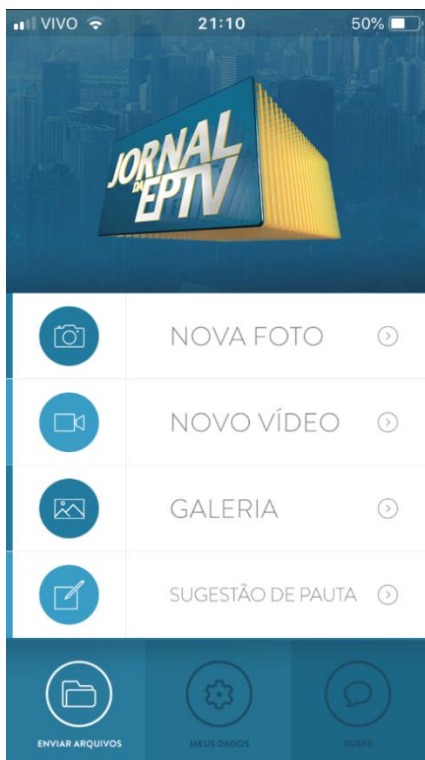 VIVO 21:10 50%
JORNAL
DA
EPTV
NOVA FOTO
NOVO VÍDEO
GALERIA
SUGESTÃO DE PAUTA
ENVIAR ARQUIVOS MEUS DADOS SOBRE